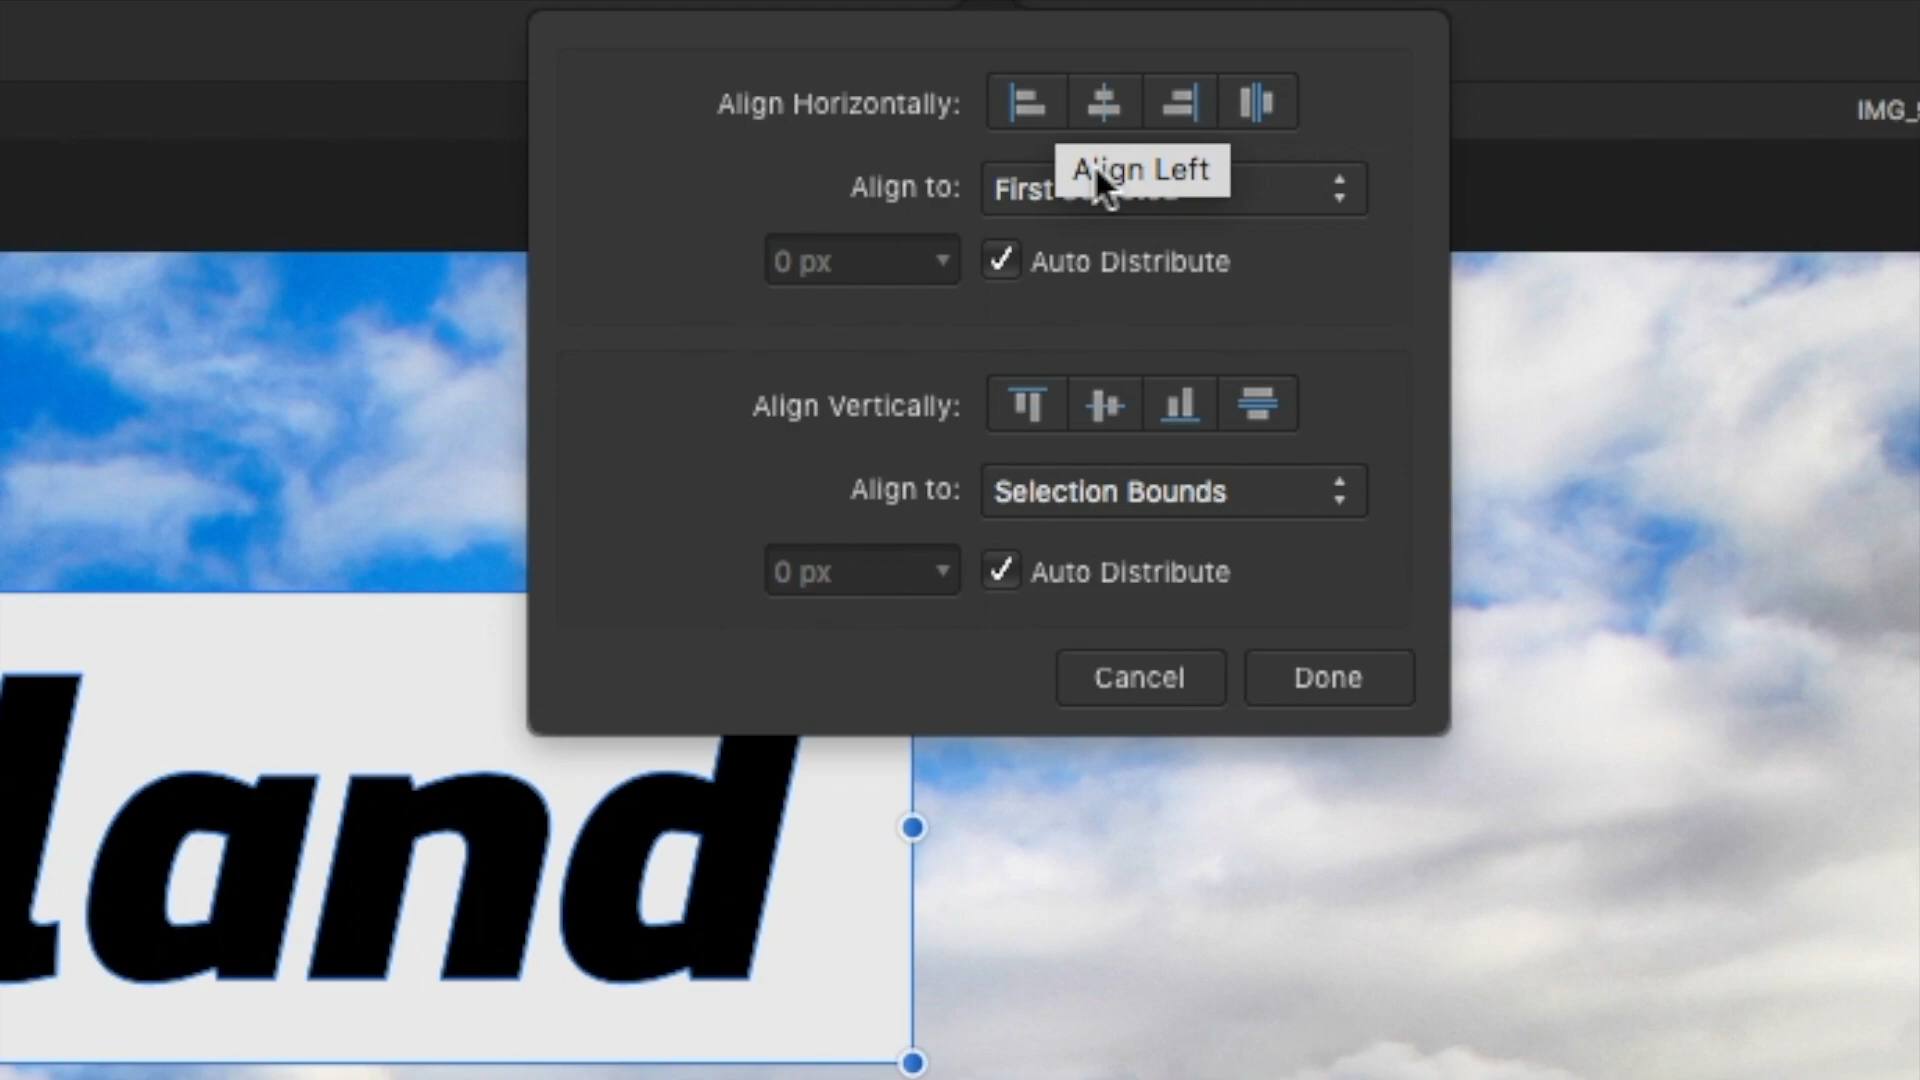 Align Horizontally:
IMG_
Align Left
Align to: First
0 px Auto Distribute
Align Vertically:
Align to: Selection Bounds
0 px Auto Distribute
Cancel Done
land